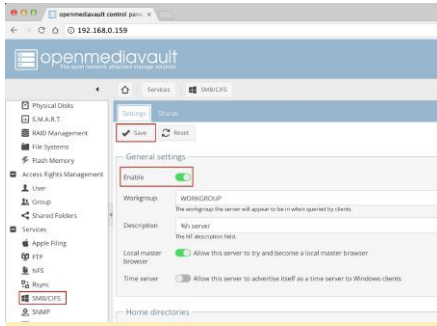 openmediavault control pane
192.168.0.159
openmediavault
The open network attached storage solution
Services
SMB/CIFS
Physical Disks
S.M.A.R.T.
RAID Management
File Systems
Flash Memory
Access Rights Management
User
Group
Shared Folders
Services
Apple Filing
FTP
NFS
Rsync
SMB/CIFS
SNMP
Settings
Shares
Save
Reset
General settings
Enable
Workgroup
WORKGROUP
The workgroup the server will appear to be in when queried by clients.
Description
%h server
The NT description field.
Local master
browser
Allow this server to try and become a local master browser
Time server
Allow this server to advertise itself as a time server to Windows clients
Home directories